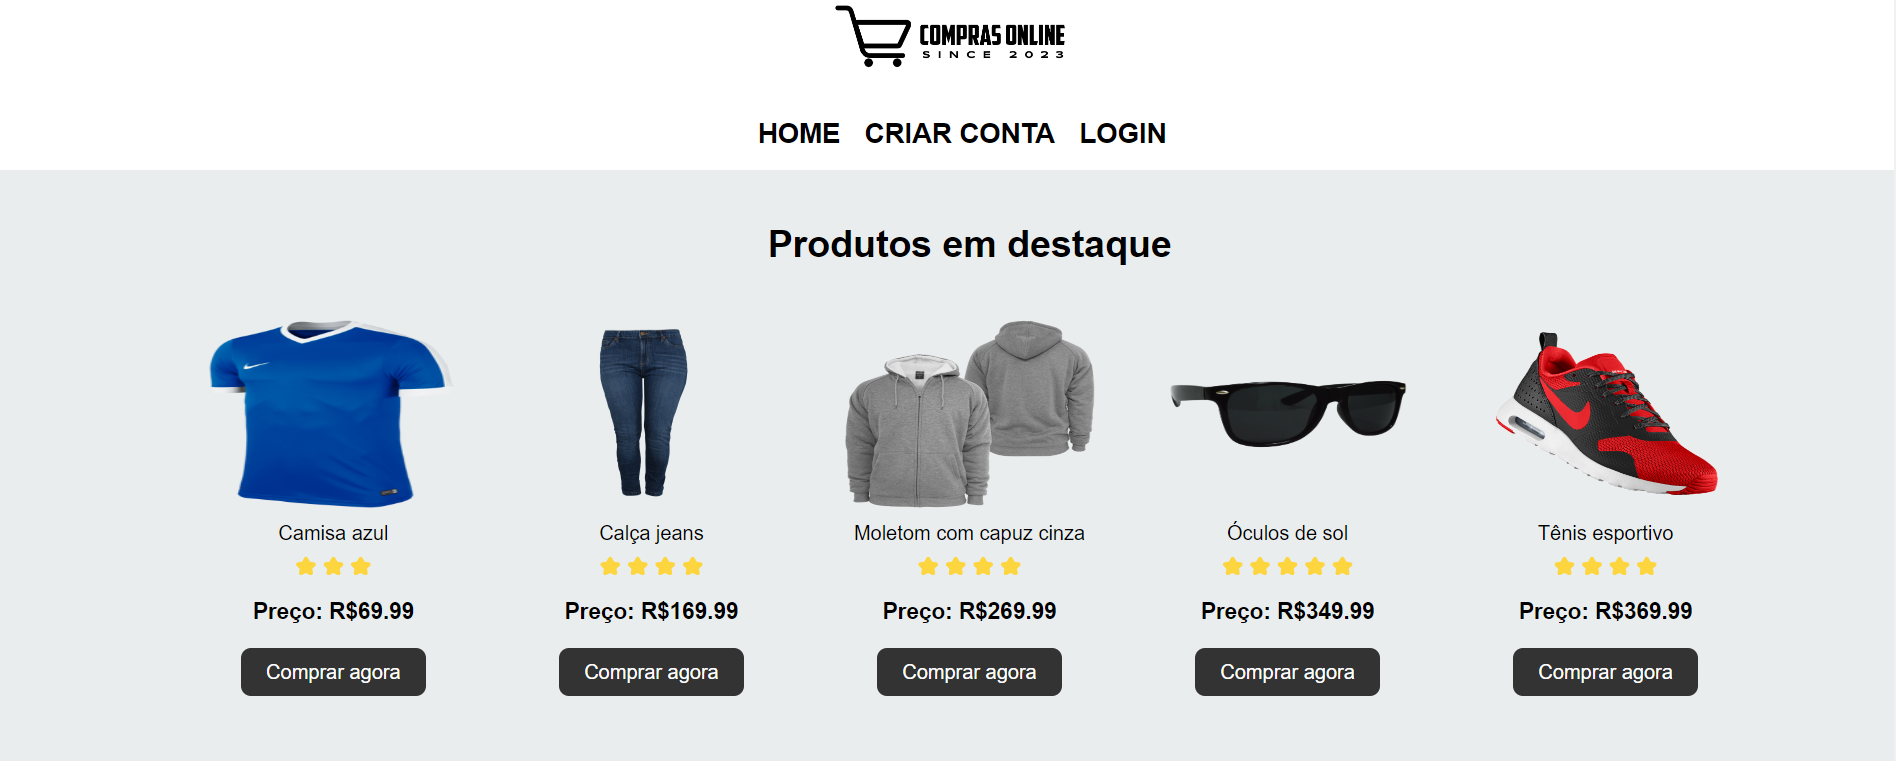 COMPRAS ONLINE
SINCE 2023
HOME CRIAR CONTA LOGIN
Produtos em destaque
Camisa azul
Preço: R$69.99
Comprar agora
Calça jeans
Preço: R$169.99
Comprar agora
Moletom com capuz cinza
Preço: R$269.99
Comprar agora
Óculos de sol
Preço: R$349.99
Comprar agora
Tênis esportivo
Preço: R$369.99
Comprar agora